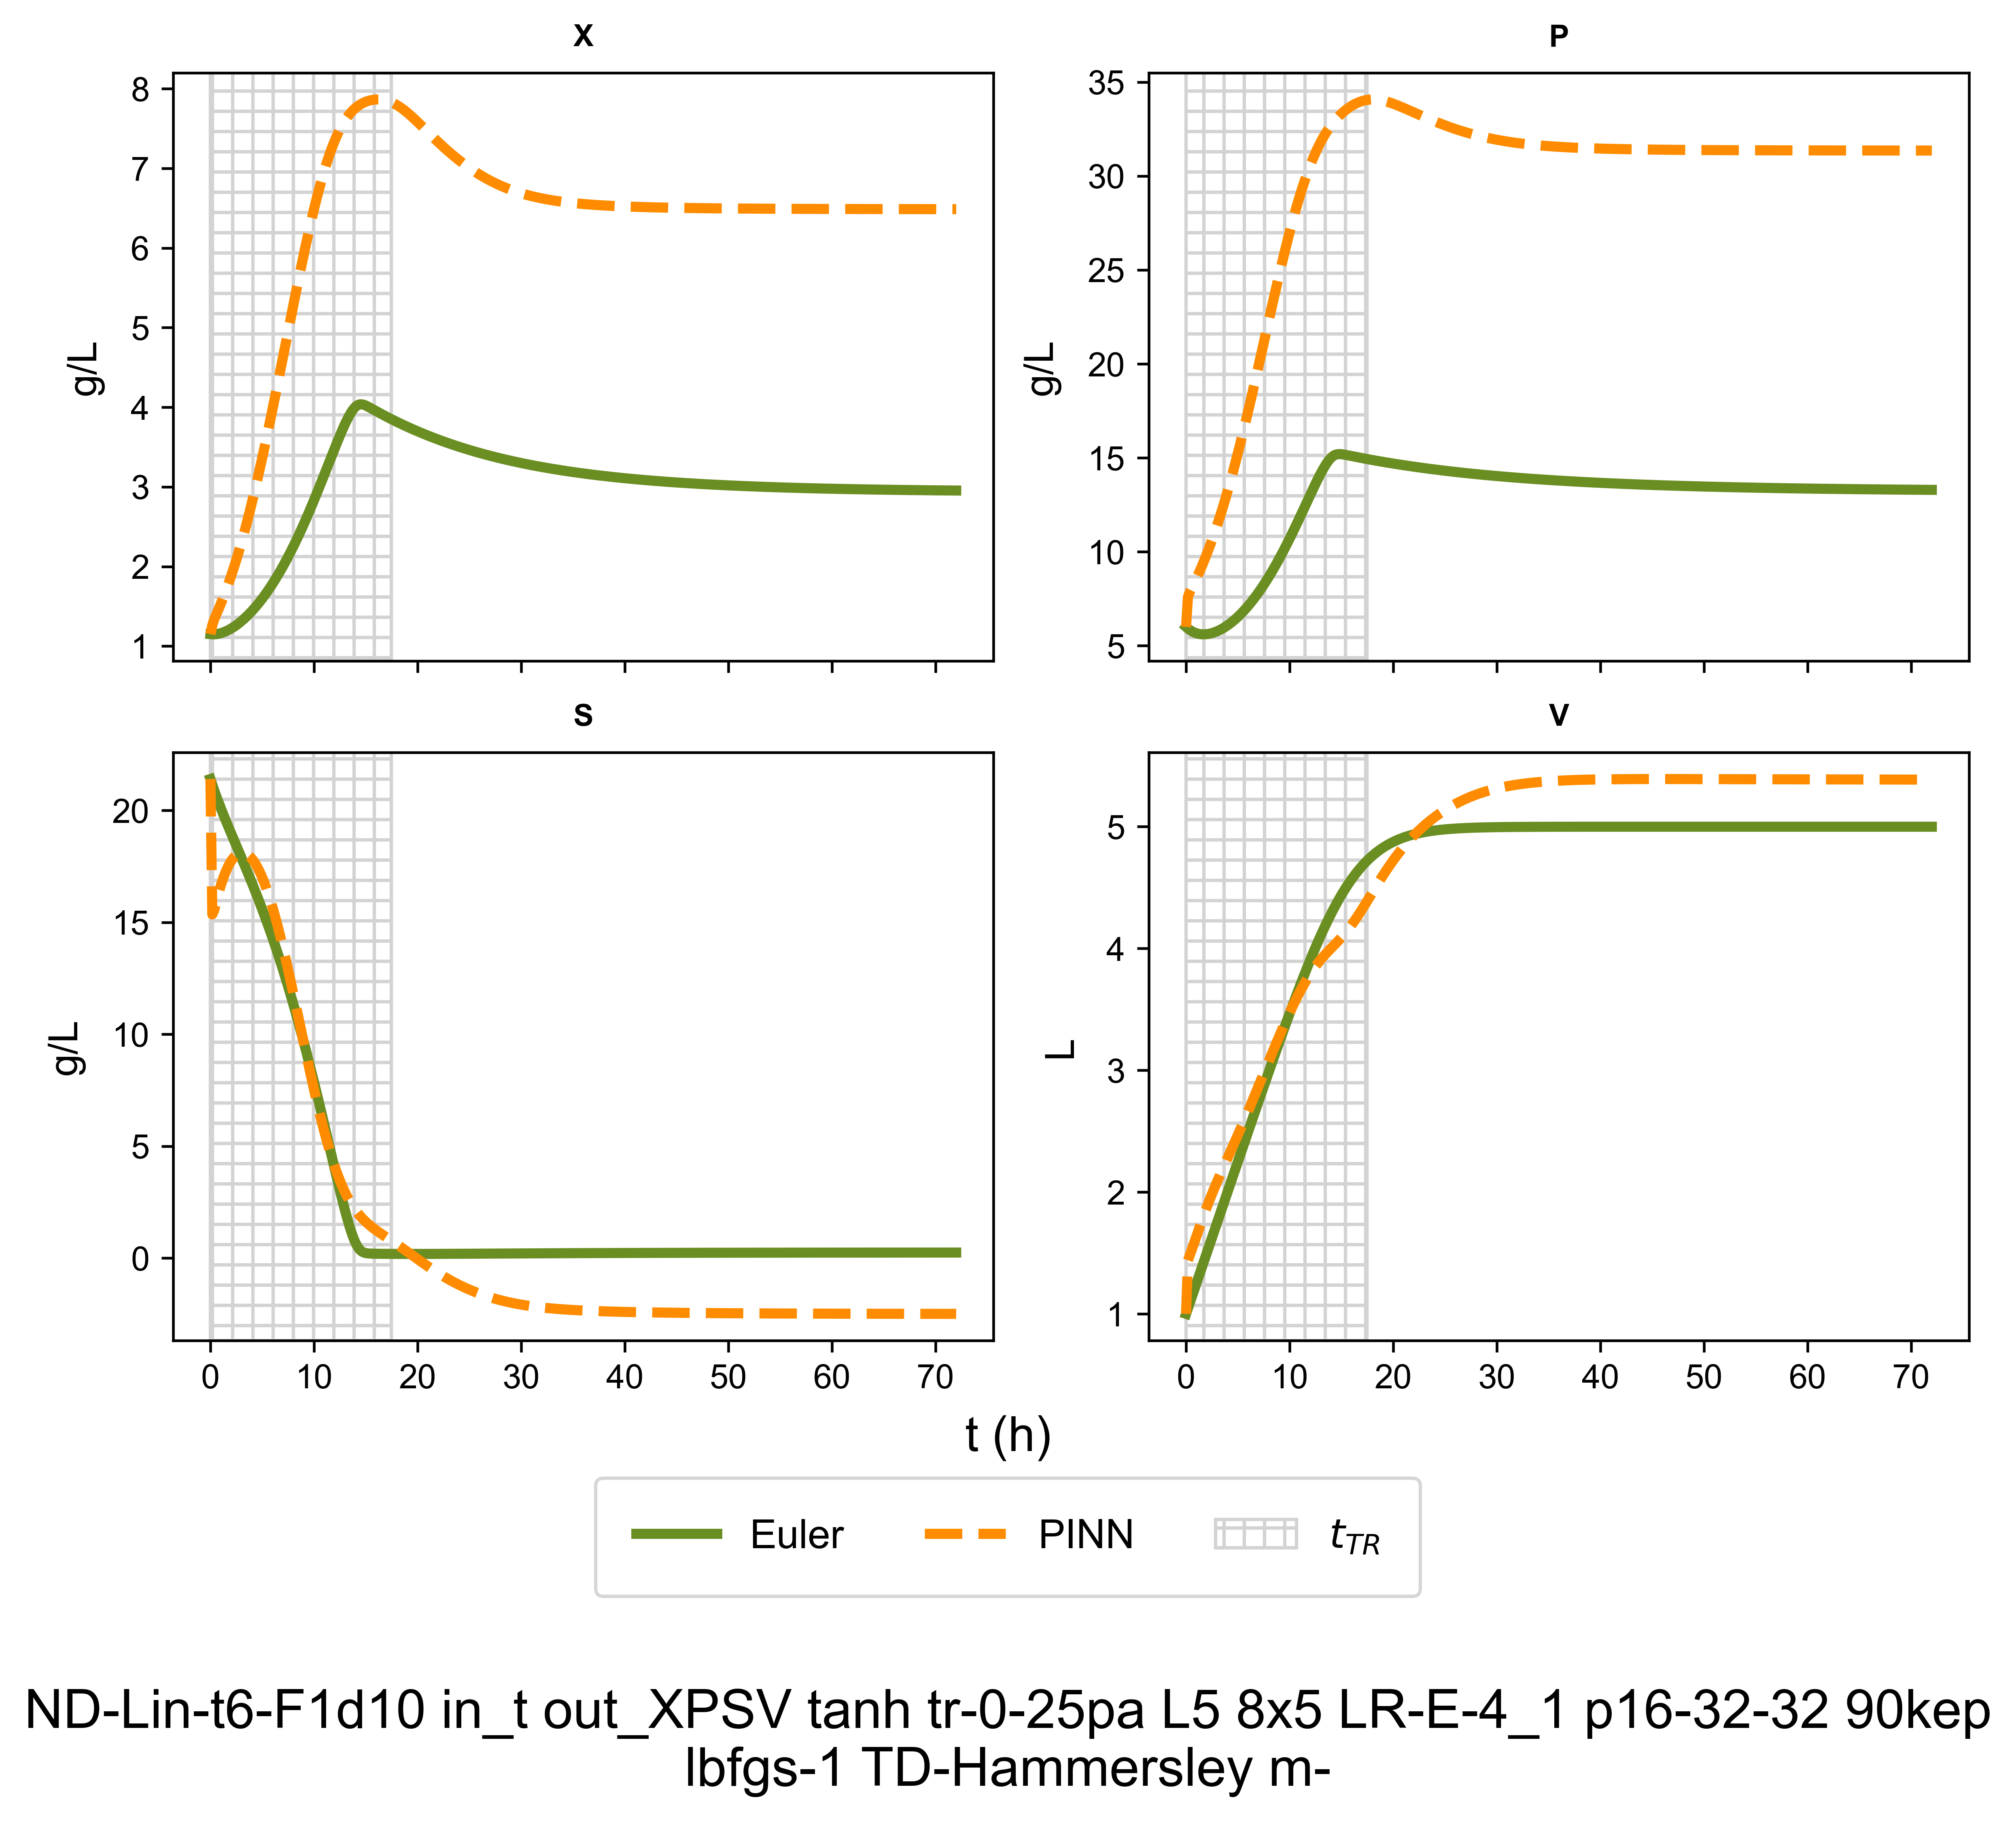 X
8
7
6
5
4
3
2
1
g/L
P
35
30
25
20
15
10
5
g/L
S
20
15
10
5
0
g/L
0 10 20 30 40 50 60 70
V
5
4
3
2
1
L
0 10 20 30 40 50 60 70
t (h)
Euler PINN t_TR
ND-Lin-t6-F1d10 in_t out_XPSV tanh tr-0-25pa L5 8x5 LR-E-4_1 p16-32-32 90kep
lbfgs-1 TD-Hammersley m-